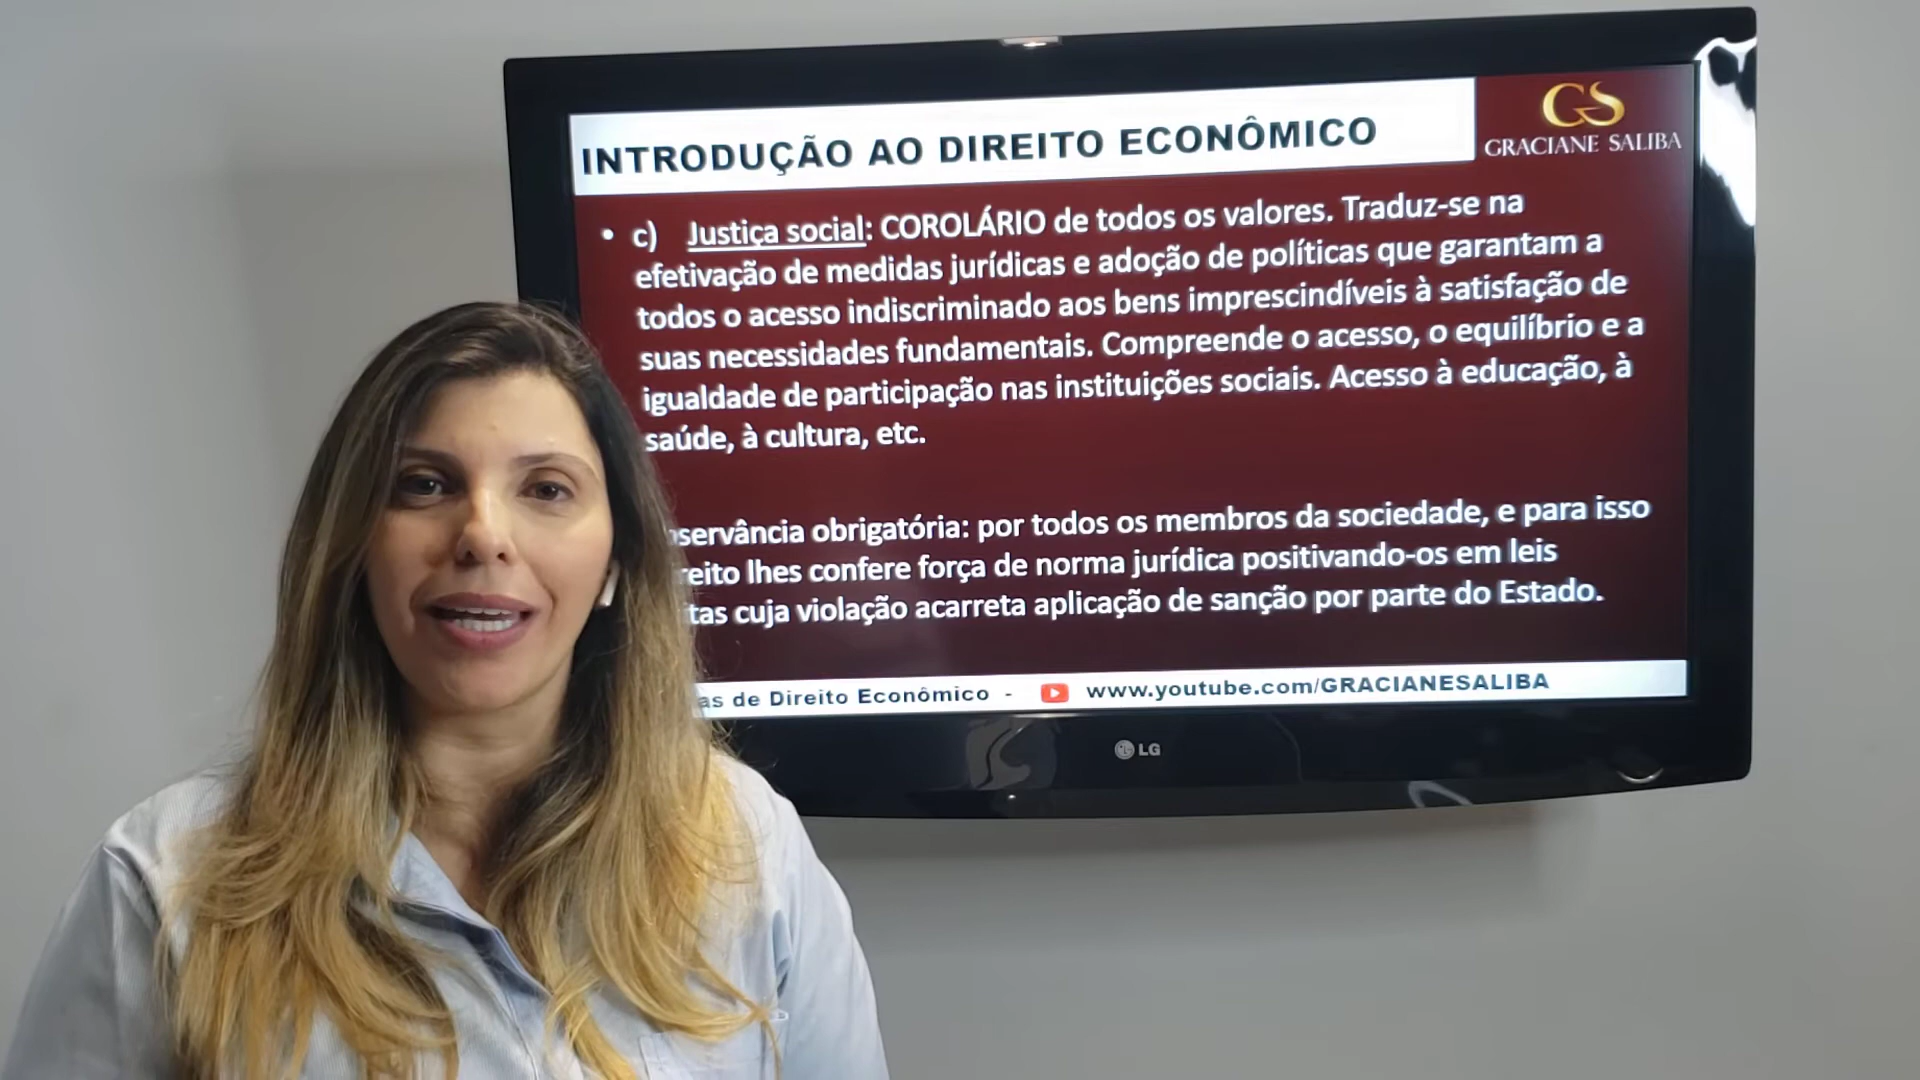 INTRODUÇÃO AO DIREITO ECONÔMICO
GS
GRACIANE SALIBA
• c) Justiça social: COROLÁRIO de todos os valores. Traduz-se na
efetivação de medidas jurídicas e adoção de políticas que garantam a
todos o acesso indiscriminado aos bens imprescindíveis à satisfação de
suas necessidades fundamentais. Compreende o acesso, o equilíbrio e a
igualdade de participação nas instituições sociais. Acesso à educação, à
saúde, à cultura, etc.
obrigatória: por todos os membros da sociedade, e para isso
lhes confere força de norma jurídica positivando-os em leis
cuja violação acarreta aplicação de sanção por parte do Estado.
de Direito Econômico - www.youtube.com/GRACIANESALIBA
LG